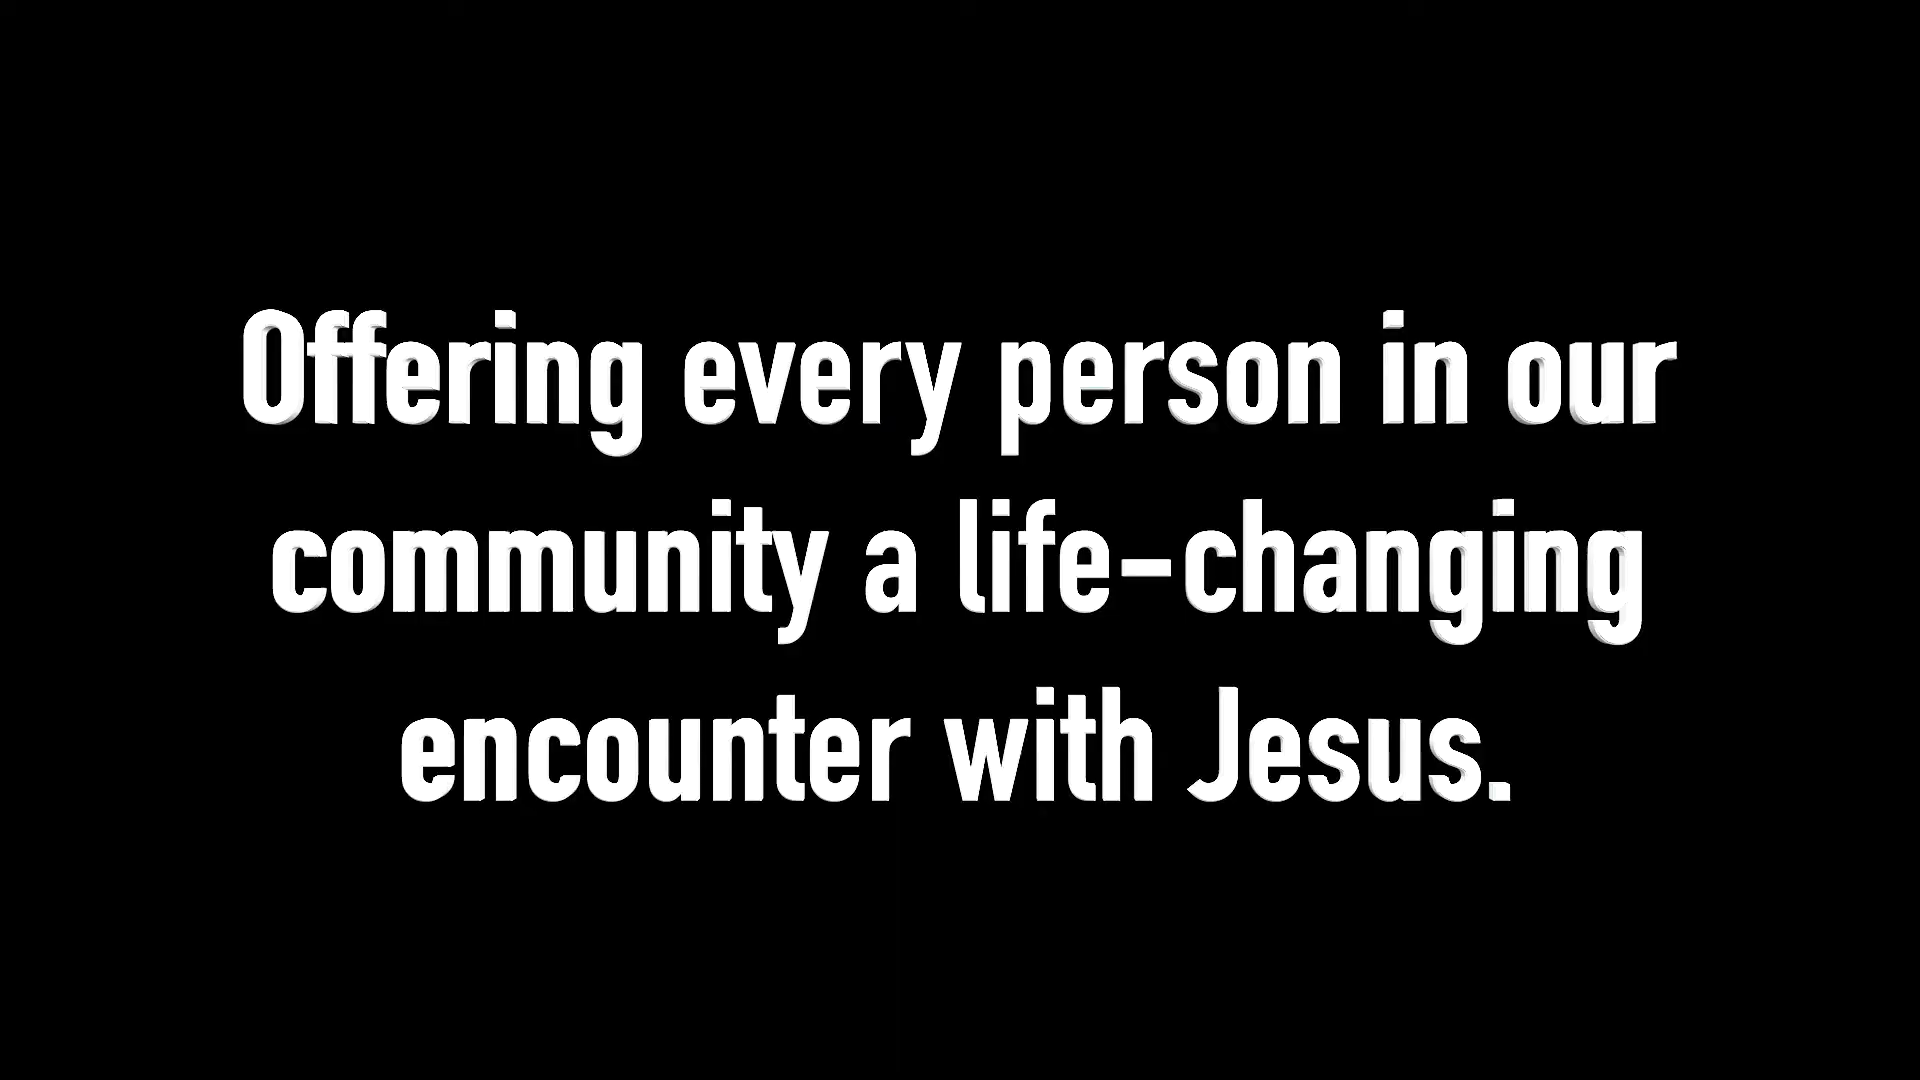 Offering every person in our
community a life-changing
encounter with Jesus.